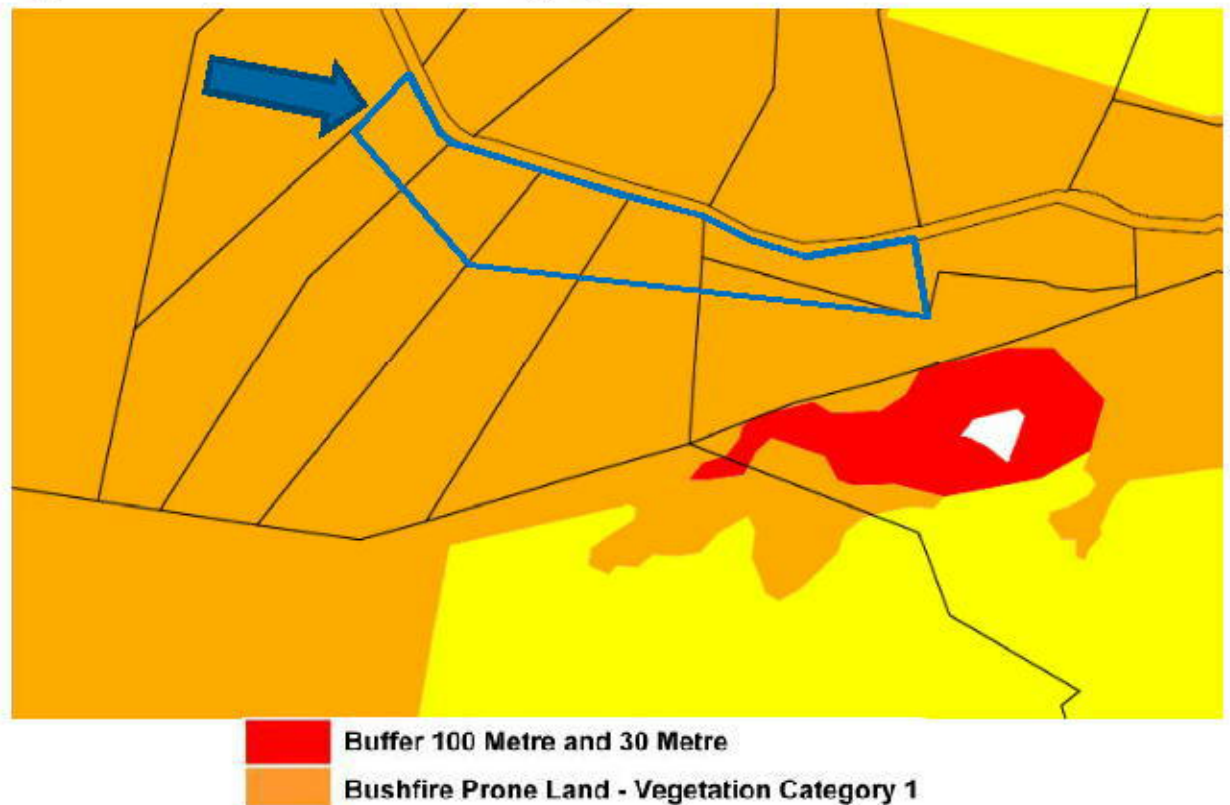 Buffer 100 Metre and 30 Metre
Bushfire Prone Land - Vegetation Category 1